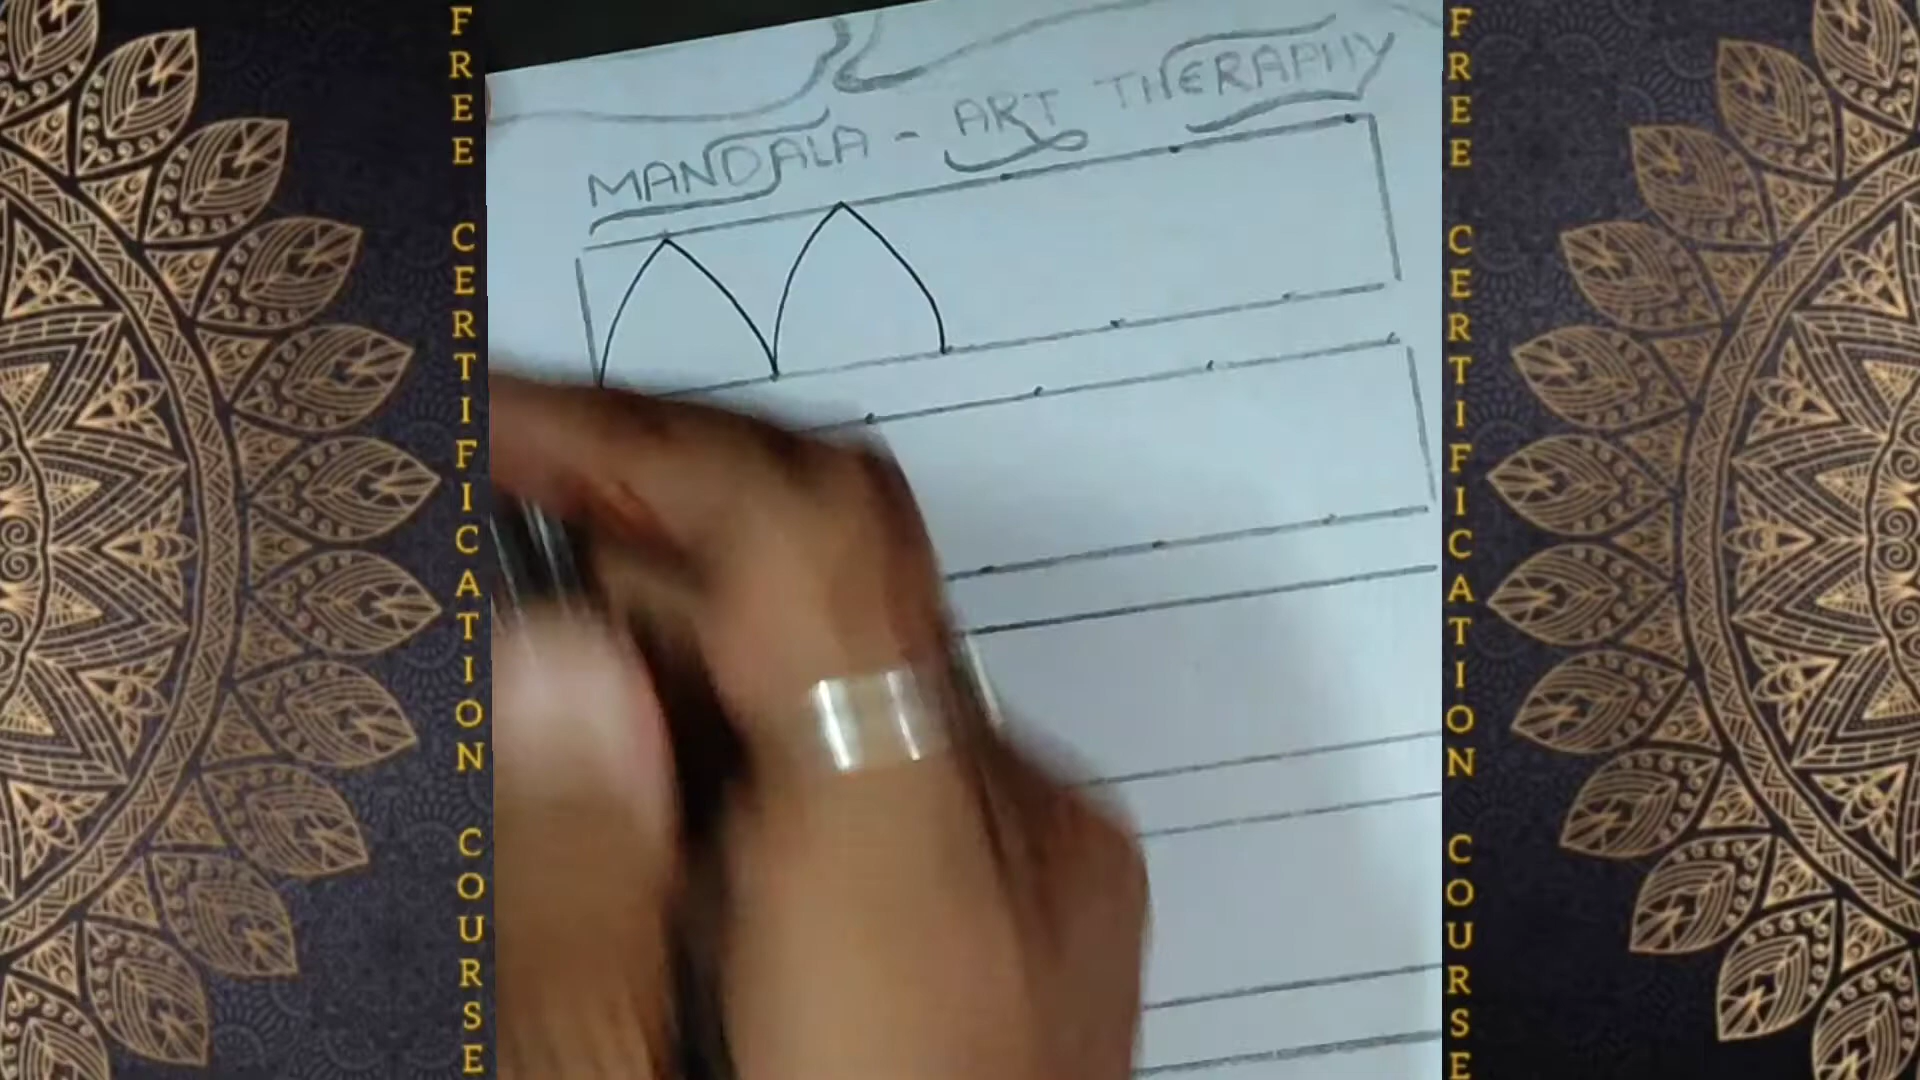 FREE CERTIFICATION COURSE
MANDALA - ART THERAPHY
FREE CERTIFICATION COURSE